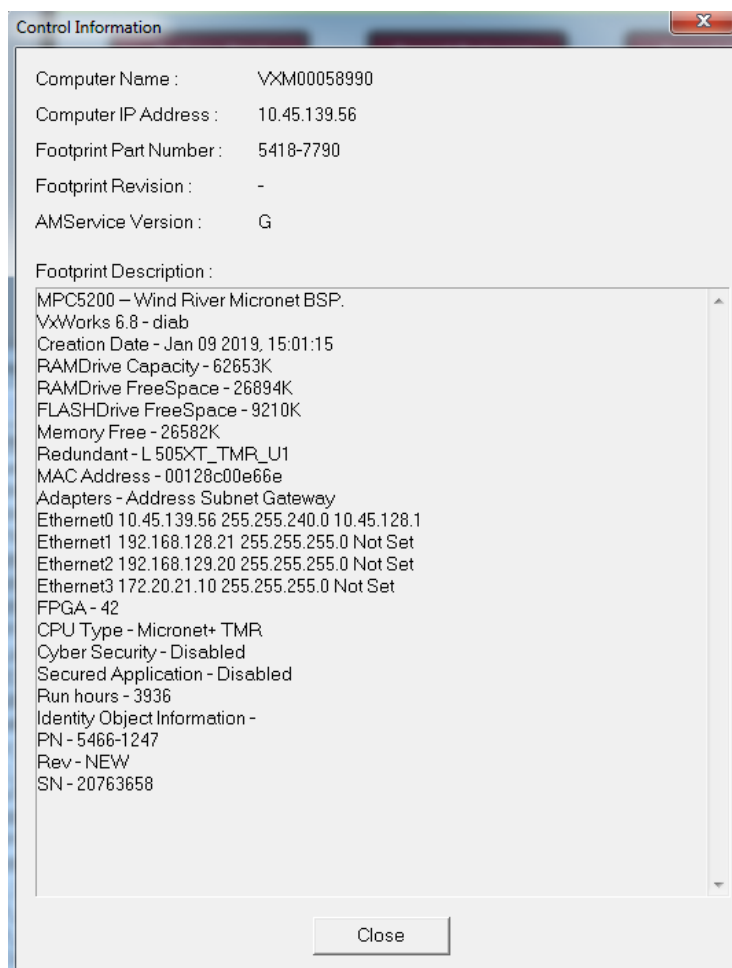 Control Information
Computer Name : VXM00058990
Computer IP Address : 10.45.139.56
Footprint Part Number : 5418-7790
Footprint Revision : -
AMService Version : G
Footprint Description :
MPC5200 – Wind River Micronet BSP.
VxWorks 6.8 - diab
Creation Date - Jan 09 2019, 15:01:15
RAMDrive Capacity - 62653K
RAMDrive FreeSpace - 26894K
FLASHDrive FreeSpace - 9210K
Memory Free - 26582K
Redundant - L 505XT_TMR_U1
MAC Address - 00128c00e66e
Adapters - Address Subnet Gateway
Ethernet0 10.45.139.56 255.255.240.0 10.45.128.1
Ethernet1 192.168.128.21 255.255.255.0 Not Set
Ethernet2 192.168.129.20 255.255.255.0 Not Set
Ethernet3 172.20.21.10 255.255.255.0 Not Set
FPGA - 42
CPU Type - Micronet+ TMR
Cyber Security - Disabled
Secured Application - Disabled
Run hours - 3936
Identity Object Information -
PN - 5466-1247
Rev - NEW
SN - 20763658
Close